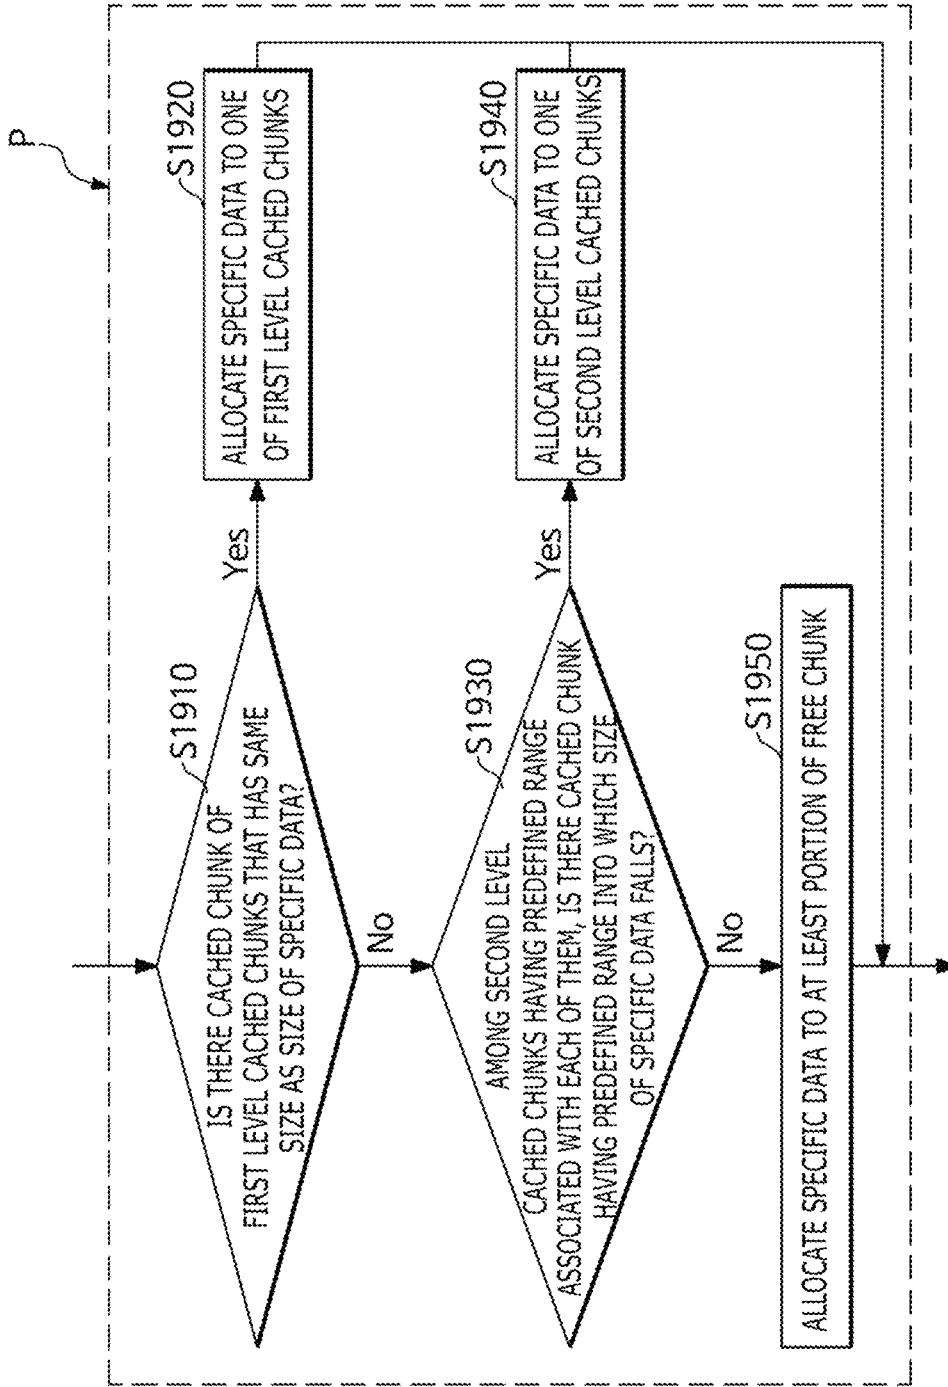 P
S1910
IS THERE CACHED CHUNK OF
FIRST LEVEL CACHED CHUNKS THAT HAS SAME
SIZE AS SIZE OF SPECIFIC DATA?
Yes
S1920
ALLOCATE SPECIFIC DATA TO ONE
OF FIRST LEVEL CACHED CHUNKS
No
S1930
AMONG SECOND LEVEL
CACHED CHUNKS HAVING PREDEFINED RANGE
ASSOCIATED WITH EACH OF THEM, IS THERE CACHED CHUNK
HAVING PREDEFINED RANGE INTO WHICH SIZE
OF SPECIFIC DATA FALLS?
Yes
S1940
ALLOCATE SPECIFIC DATA TO ONE
OF SECOND LEVEL CACHED CHUNKS
No
S1950
ALLOCATE SPECIFIC DATA TO AT LEAST PORTION OF FREE CHUNK